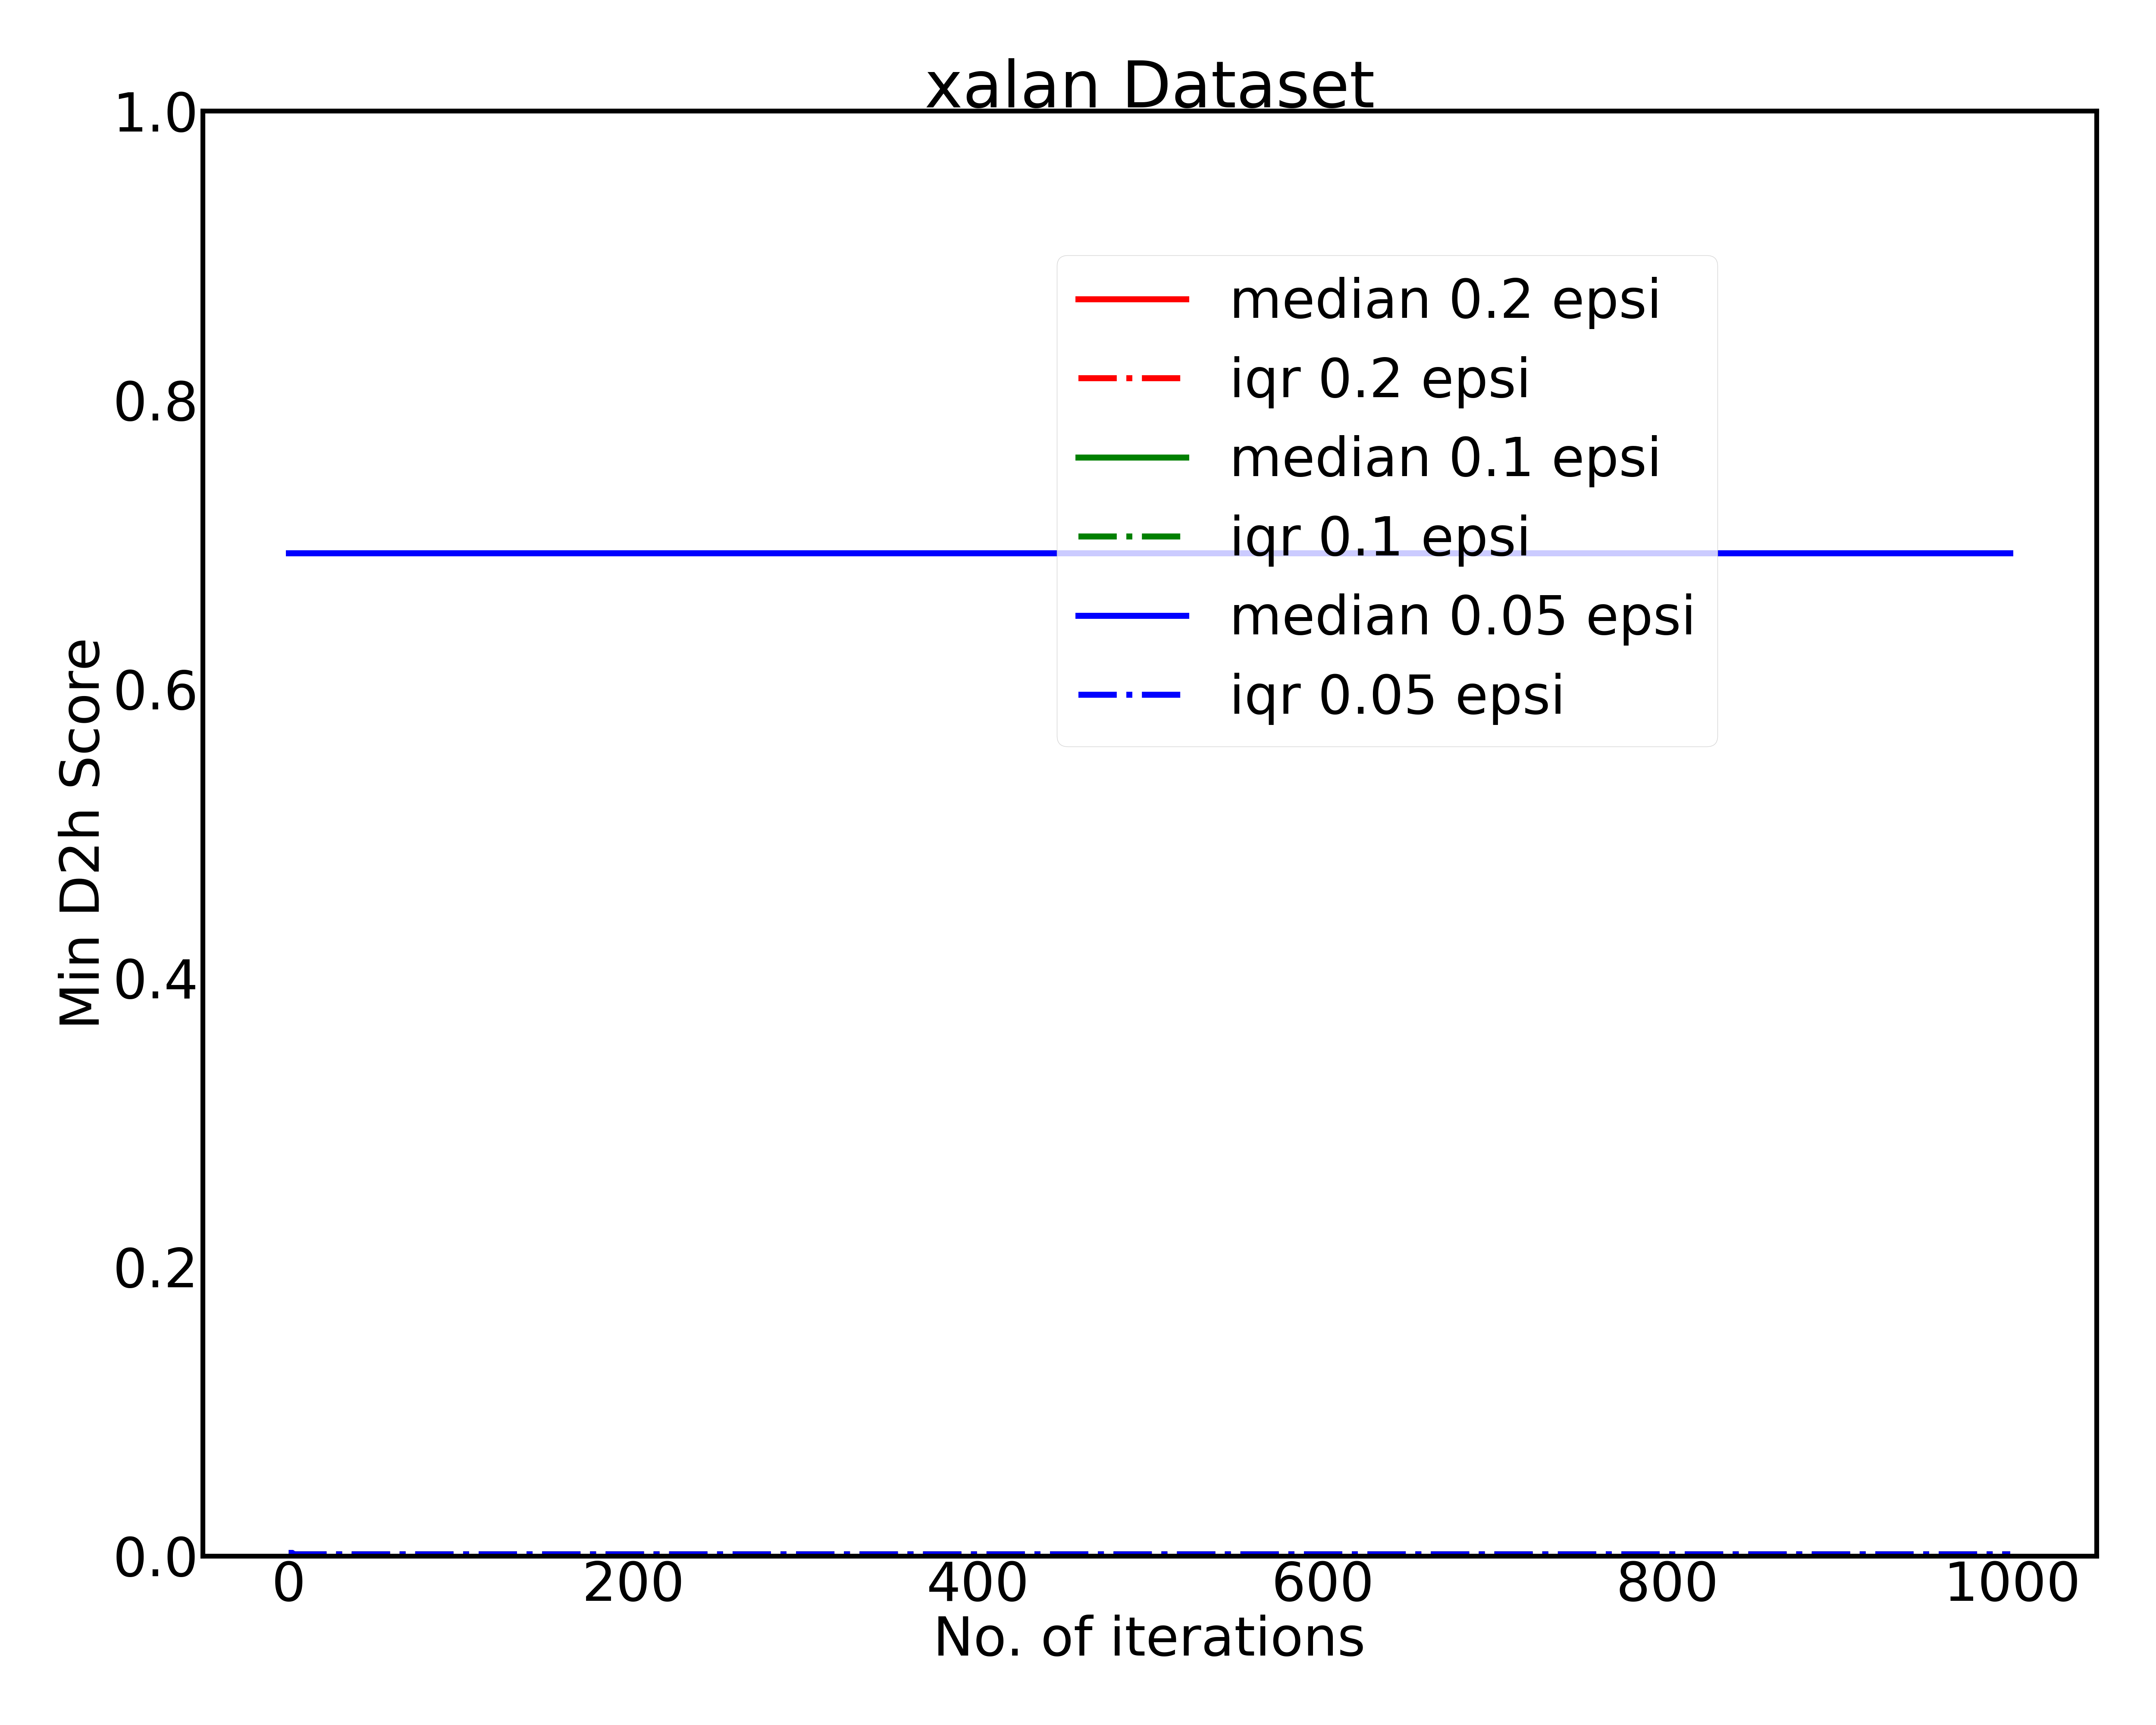 xalan Dataset
1.0
0.8
0.6
0.4
0.2
0.0
Min D2h Score
median 0.2 epsi
iqr 0.2 epsi
median 0.1 epsi
iqr 0.1 epsi
median 0.05 epsi
iqr 0.05 epsi
0 200 400 600 800 1000
No. of iterations